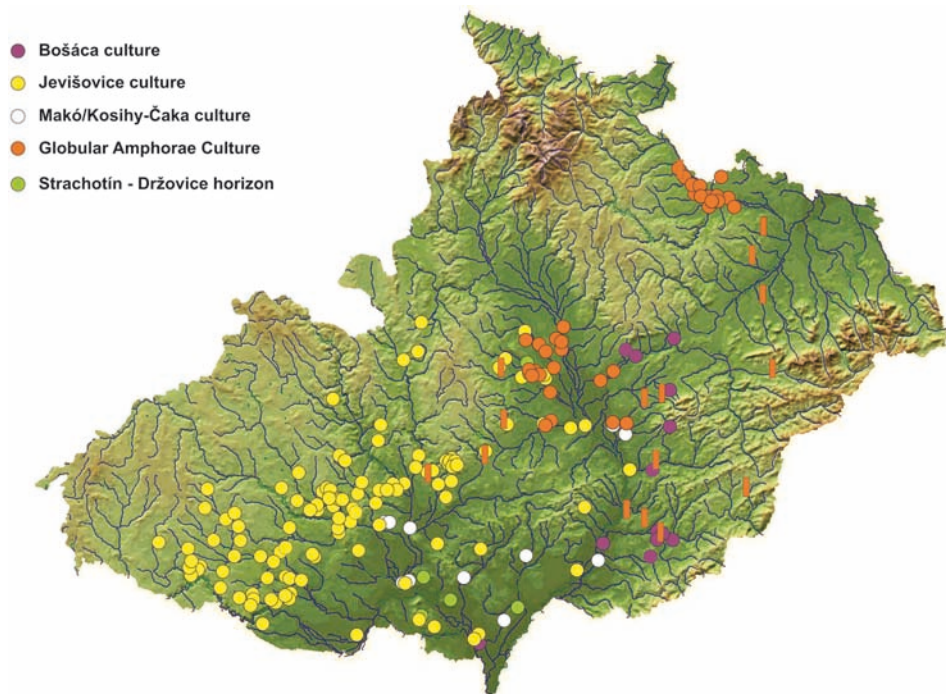 Bošáca culture
Jevišovice culture
Makó/Kosihy-Čaka culture
Globular Amphorae Culture
Strachotín - Držovice horizon